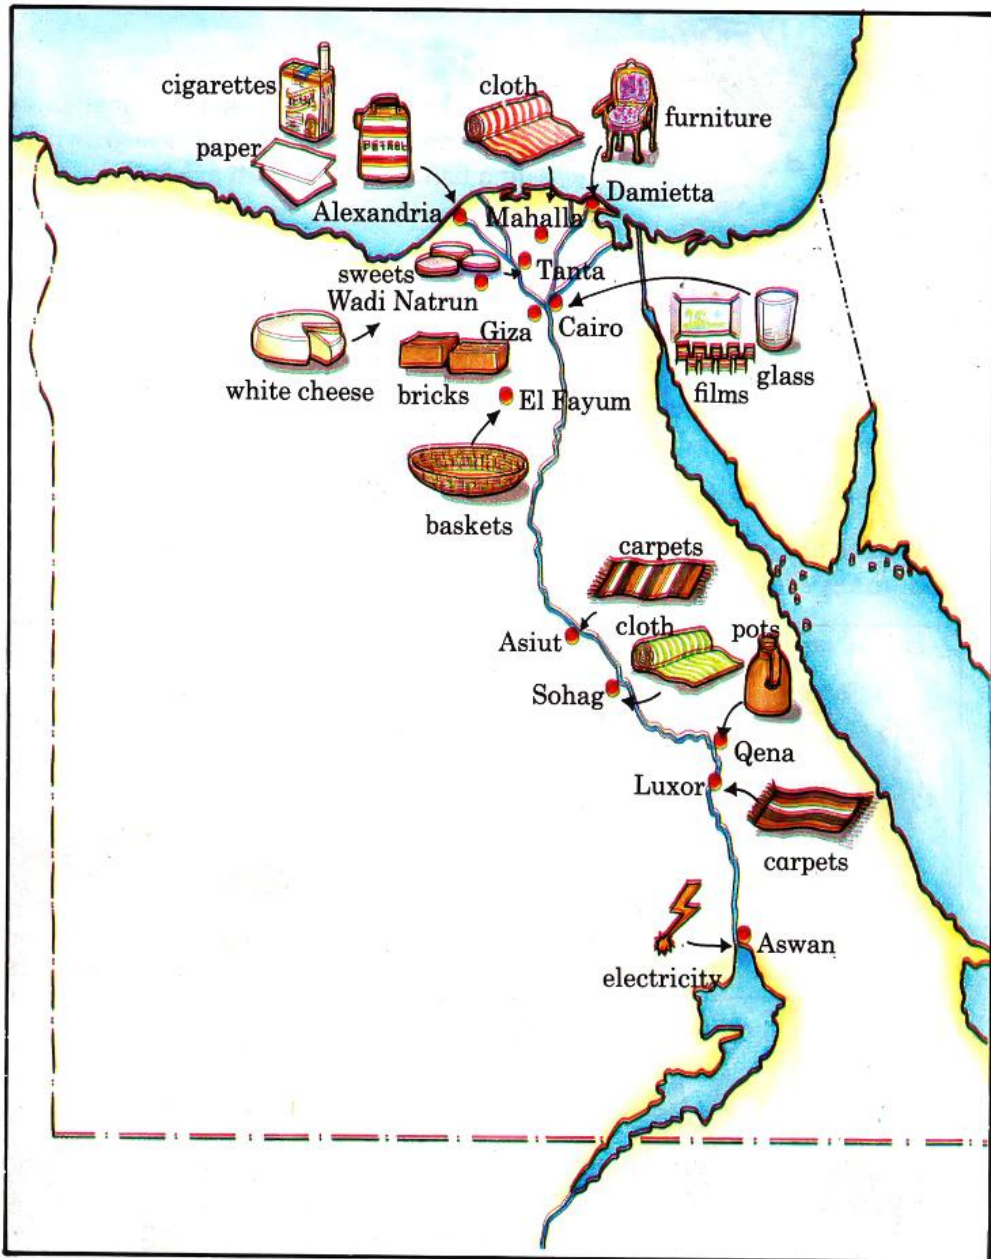 cigarettes
cloth
furniture
paper
PETROL
Damietta
Alexandria
Mahalla
sweets
Tanta
Wadi Natrun
Giza
Cairo
white cheese
bricks
films
glass
El Fayum
baskets
carpets
Asiut
cloth
pots
Sohag
Qena
Luxor
carpets
Aswan
electricity